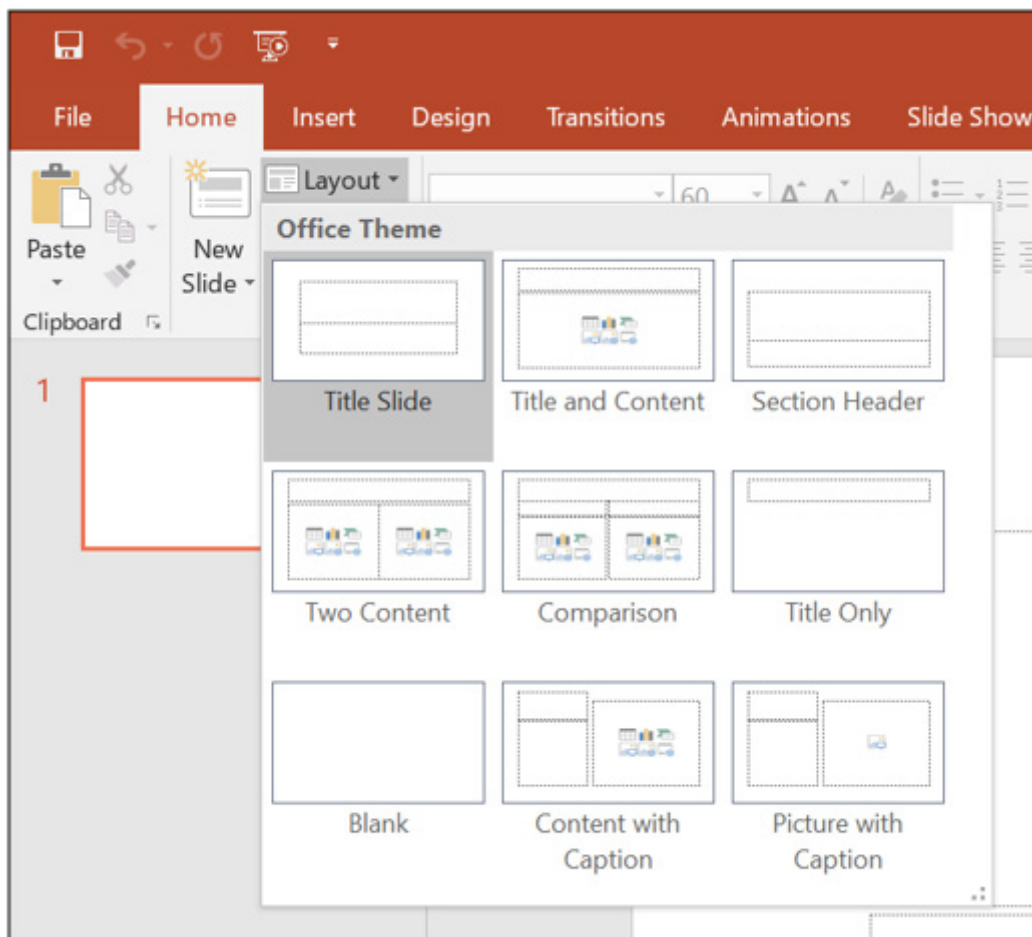 File Home Insert Design Transitions Animations Slide Show
Layout
60
Paste
New
Slide
Clipboard
Office Theme
1
Title Slide Title and Content Section Header
Two Content Comparison Title Only
Blank Content with Caption Picture with Caption